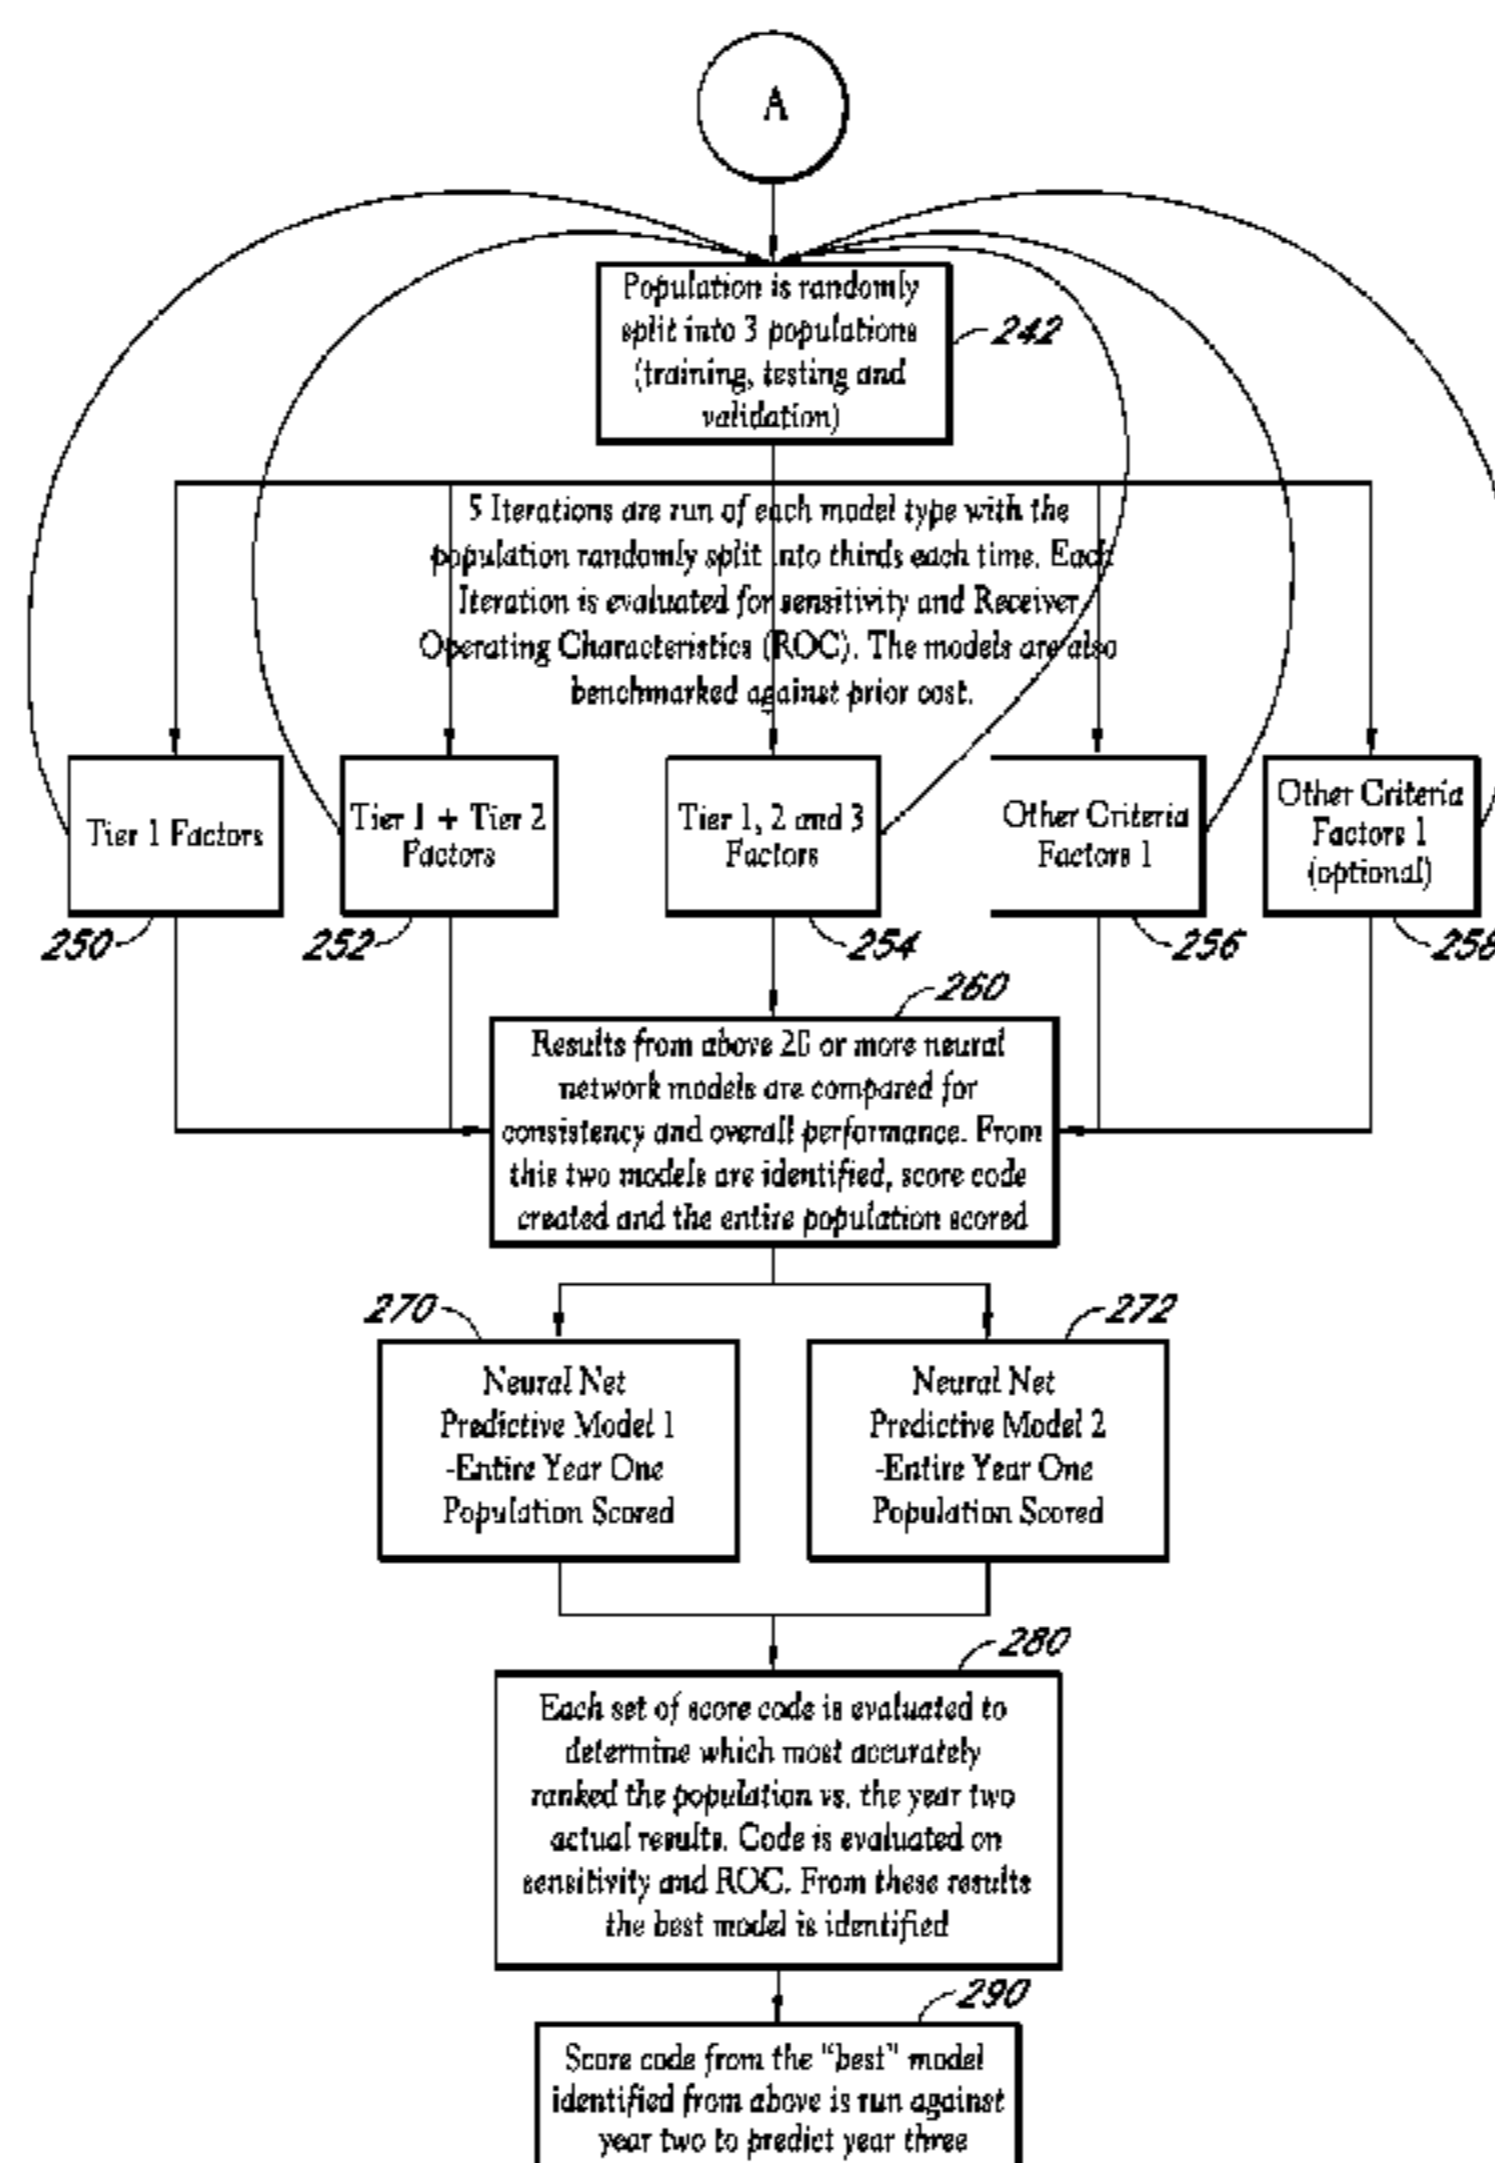 A
Population is randomly
split into 3 populations
(training, testing and
validation)
242
5 Iterations are run of each model type with the
population randomly split into thirds each time. Each
Iteration is evaluated for sensitivity and Receiver
Operating Characteristics (ROC). The models are also
benchmarked against prior cost.
Tier 1 Factors
Tier 1 + Tier 2
Factors
Tier 1, 2 and 3
Factors
Other Criteria
Factors 1
Other Criteria
Factors 1
(optional)
250
252
254
256
258
260
Results from above 20 or more neural
network models are compared for
consistency and overall performance. From
this two models are identified, score code
created and the entire population scored
270
272
Neural Net
Predictive Model 1
-Entire Year One
Population Scored
Neural Net
Predictive Model 2
-Entire Year One
Population Scored
280
Each set of score code is evaluated to
determine which most accurately
ranked the population vs. the year two
actual results. Code is evaluated on
sensitivity and ROC. From these results
the best model is identified
290
Score code from the "best" model
identified from above is run against
year two to predict year three